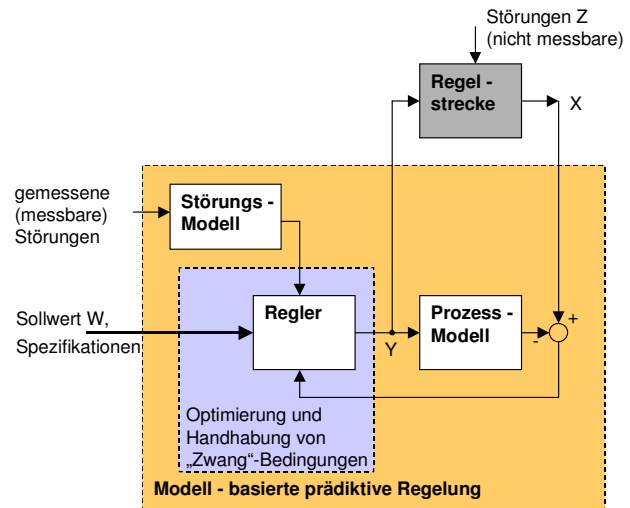 Störungen Z
(nicht messbare)
Regel -
strecke
X
gemessene
(messbare)
Störungen
Störungs -
Modell
Sollwert W,
Spezifikationen
Regler
Y
Prozess -
Modell
+
-
Optimierung und
Handhabung von
„Zwang“-Bedingungen
Modell - basierte prädiktive Regelung